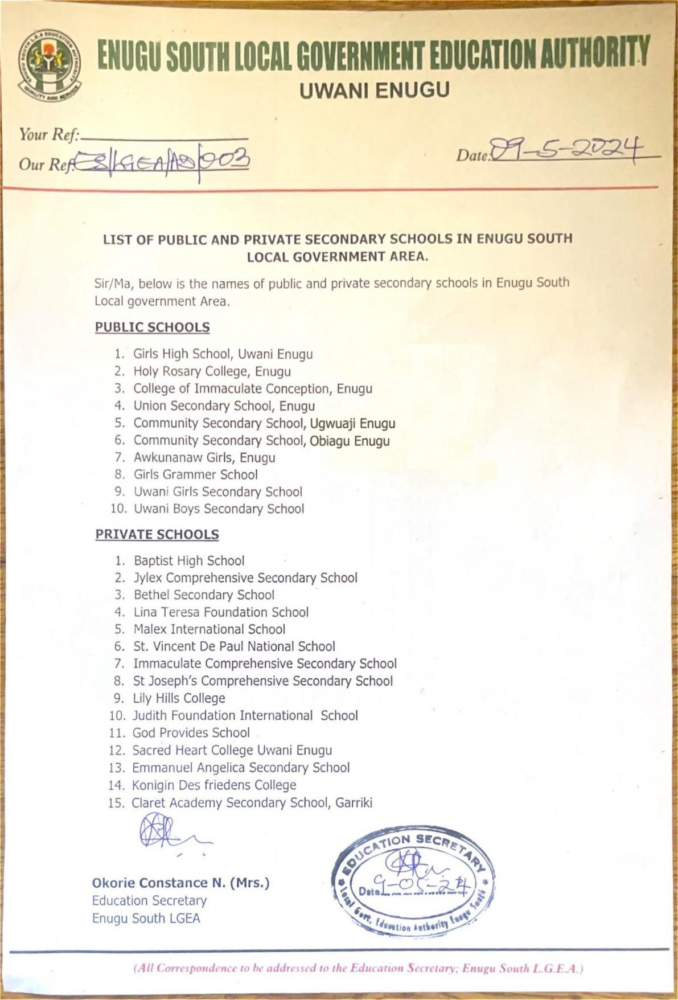 ENUGU SOUTH L.G.A EDUCATION AUTHORITY
QUALITY AND SERVICE
ENUGU SOUTH LOCAL GOVERNMENT EDUCATION AUTHORITY
UWANI ENUGU
Your Ref:
Our Ref: ES/LGEA/AD/003
Date: 09-5-2024
LIST OF PUBLIC AND PRIVATE SECONDARY SCHOOLS IN ENUGU SOUTH
LOCAL GOVERNMENT AREA.
Sir/Ma, below is the names of public and private secondary schools in Enugu South
Local government Area.
PUBLIC SCHOOLS
1. Girls High School, Uwani Enugu
2. Holy Rosary College, Enugu
3. College of Immaculate Conception, Enugu
4. Union Secondary School, Enugu
5. Community Secondary School, Ugwuaji Enugu
6. Community Secondary School, Obiagu Enugu
7. Awkunanaw Girls, Enugu
8. Girls Grammer School
9. Uwani Girls Secondary School
10. Uwani Boys Secondary School
PRIVATE SCHOOLS
1. Baptist High School
2. Jylex Comprehensive Secondary School
3. Bethel Secondary School
4. Lina Teresa Foundation School
5. Malex International School
6. St. Vincent De Paul National School
7. Immaculate Comprehensive Secondary School
8. St Joseph's Comprehensive Secondary School
9. Lily Hills College
10. Judith Foundation International School
11. God Provides School
12. Sacred Heart College Uwani Enugu
13. Emmanuel Angelica Secondary School
14. Konigin Des friedens College
15. Claret Academy Secondary School, Garriki
Okorie Constance N. (Mrs.)
Education Secretary
Enugu South LGEA
EDUCATION SECRETARY
Date 9-05-24
Local Govt. Education Authority Enugu South
(All Correspondence to be addressed to the Education Secretary; Enugu South L.G.E.A.)